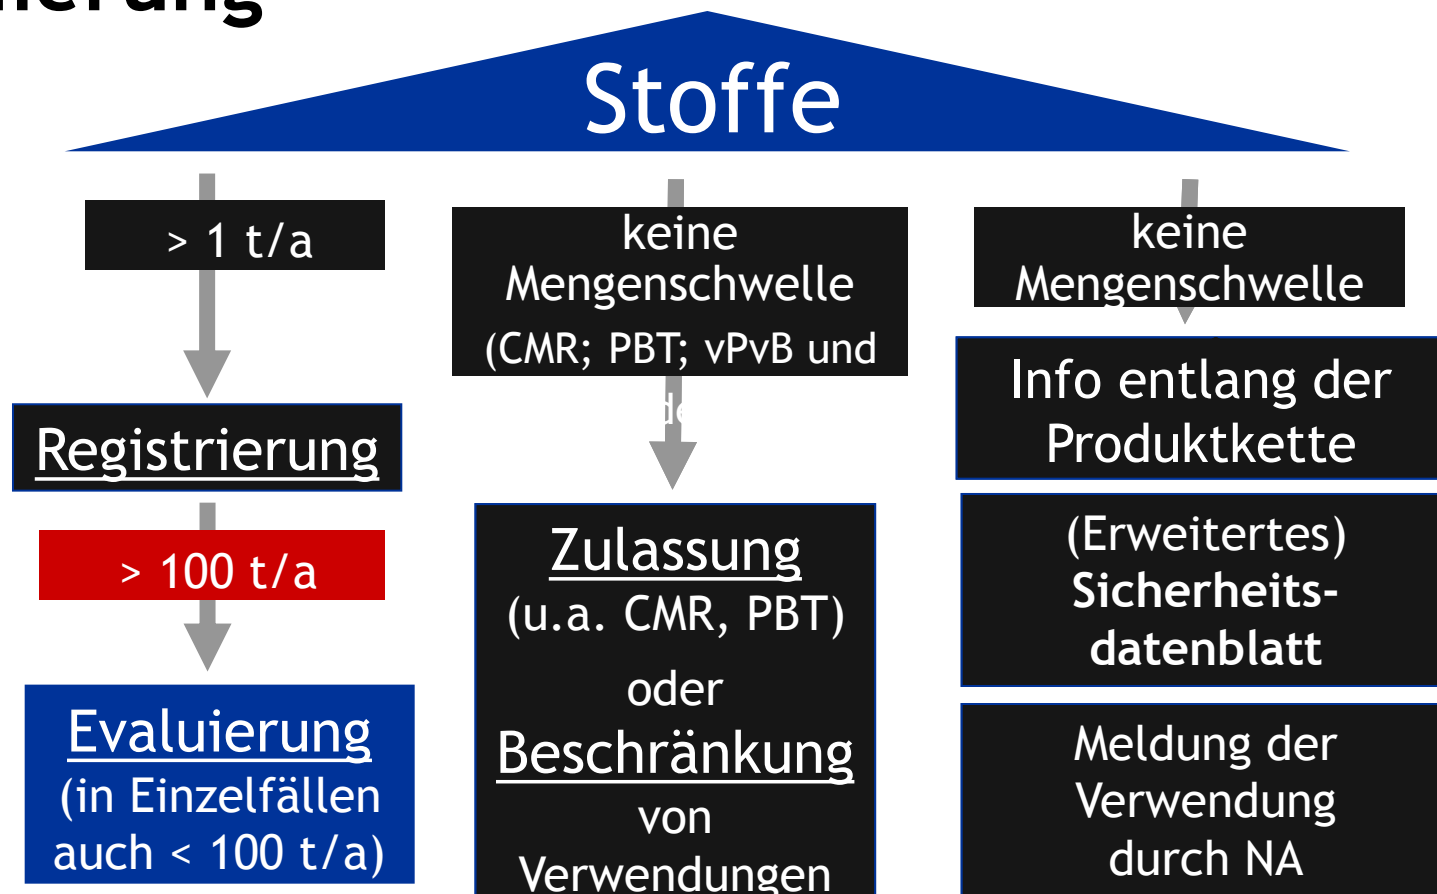 Stoffe
> 1 t/a
Registrierung
> 100 t/a
Evaluierung
(in Einzelfällen
auch < 100 t/a)
keine
Mengenschwelle
(CMR; PBT; vPvB und
Zulassung
(u.a. CMR, PBT)
oder
Beschränkung
von
Verwendungen
keine
Mengenschwelle
Info entlang der
Produktkette
(Erweitertes)
Sicherheits-
datenblatt
Meldung der
Verwendung
durch NA